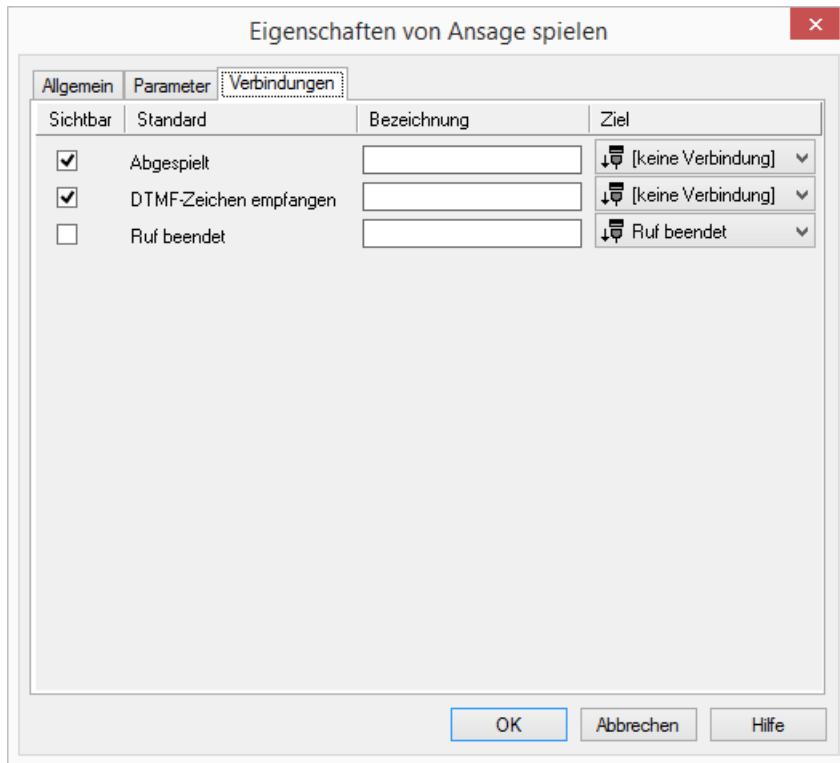 Eigenschaften von Ansage spielen
Allgemein Parameter Verbindungen
Sichtbar Standard Bezeichnung Ziel
Abgespielt [keine Verbindung]
DTMF-Zeichen empfangen [keine Verbindung]
Ruf beendet Ruf beendet
OK Abbrechen Hilfe